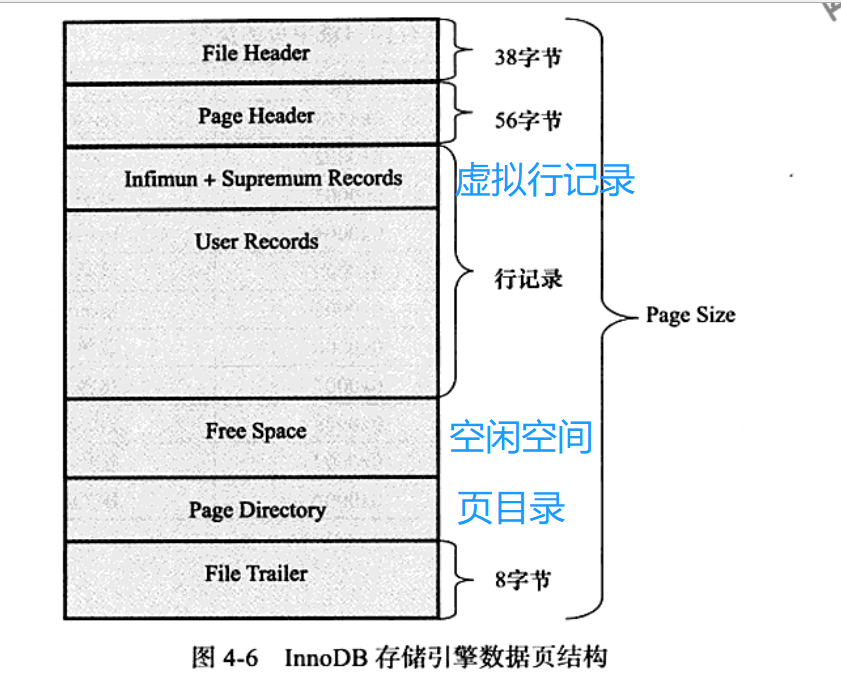 File Header
38字节
Page Header
56字节
Infimun + Supremum Records
虚拟行记录
User Records
行记录
Page Size
Free Space
空闲空间
Page Directory
页目录
File Trailer
8字节
图 4-6 InnoDB 存储引擎数据页结构